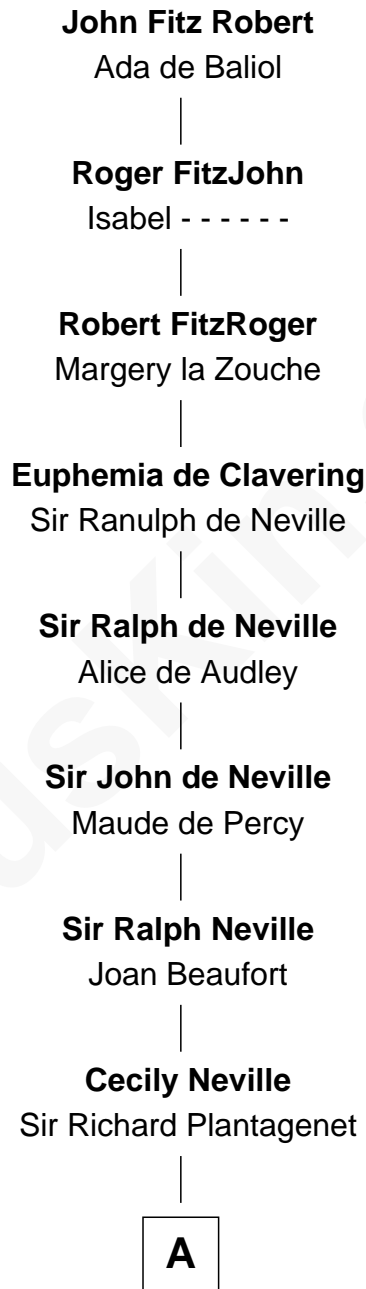 John Fitz Robert
Ada de Baliol
Roger FitzJohn
Isabel - - - - - -
Robert FitzRoger
Margery la Zouche
Euphemia de Clavering
Sir Ranulph de Neville
Sir Ralph de Neville
Alice de Audley
Sir John de Neville
Maude de Percy
Sir Ralph Neville
Joan Beaufort
Cecily Neville
Sir Richard Plantagenet
A